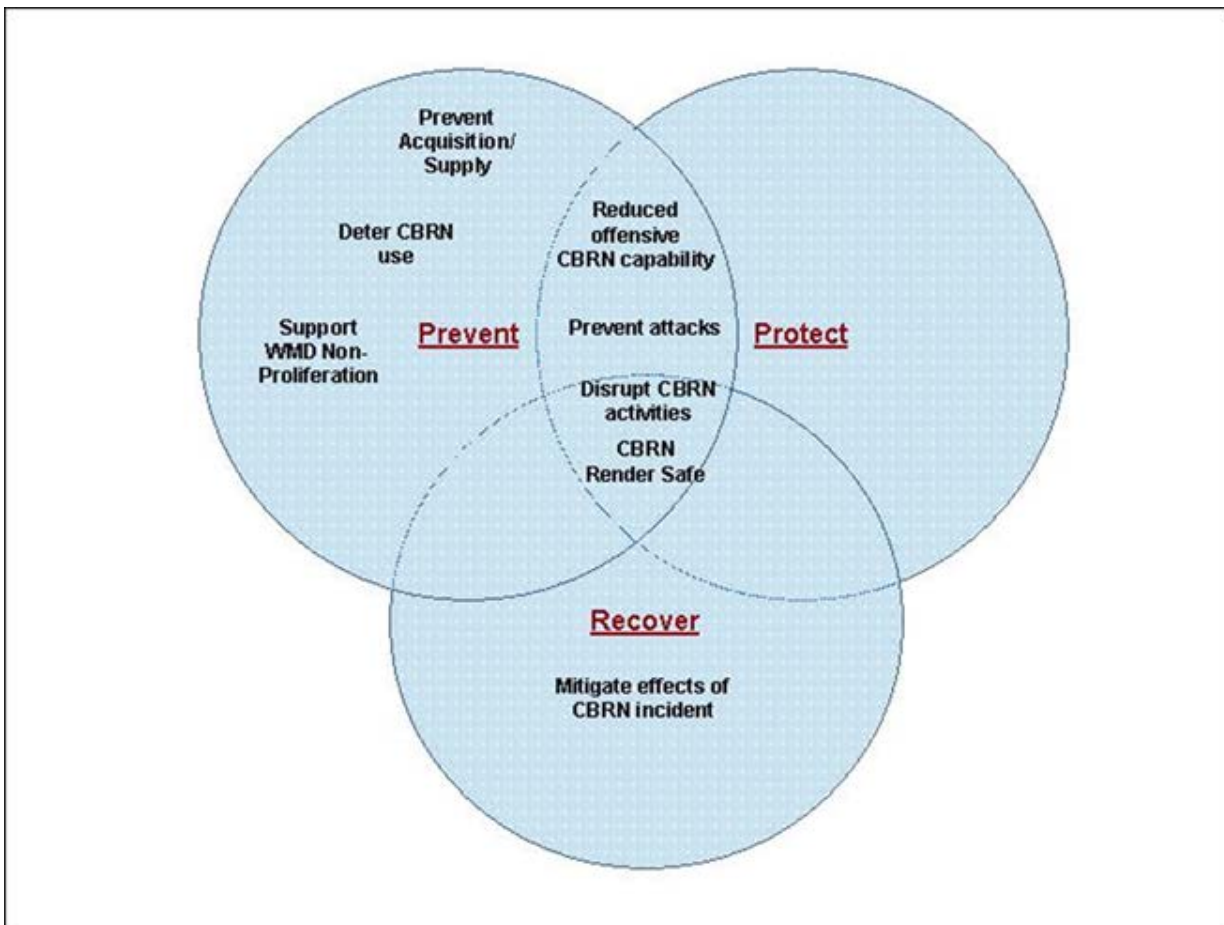 Prevent
Acquisition/
Supply
Deter CBRN
use
Support
WMD Non-
Proliferation
Prevent
Reduced
offensive
CBRN capability
Prevent attacks
Disrupt CBRN
activities
CBRN
Render Safe
Protect
Recover
Mitigate effects of
CBRN incident